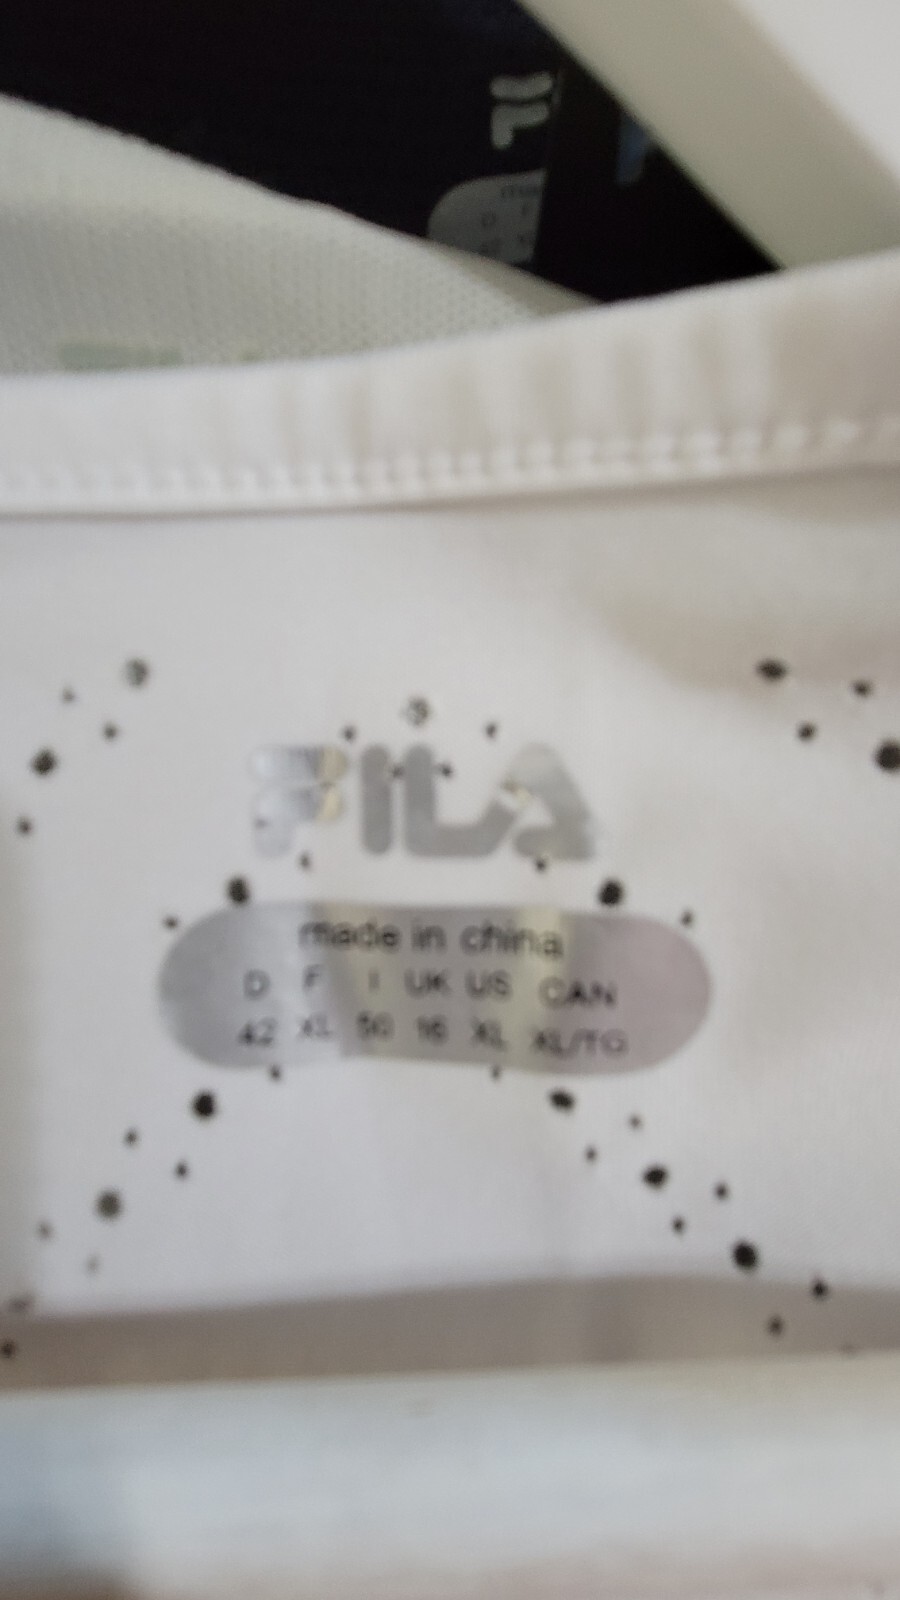 FILA
made in china
D F I UK US CAN
42 XL 50 16 XL XL/TG